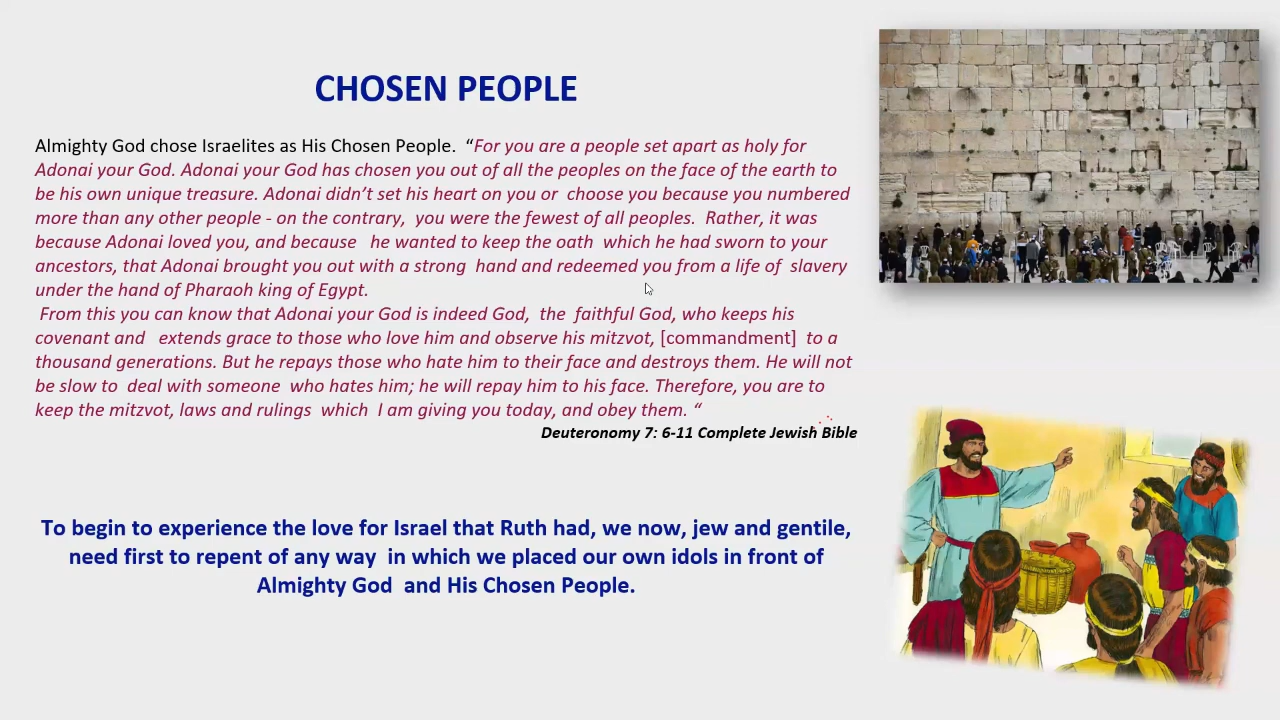 CHOSEN PEOPLE
Almighty God chose Israelites as His Chosen People.  “For you are a people set apart as holy for
Adonai your God. Adonai your God has chosen you out of all the peoples on the face of the earth to
be his own unique treasure. Adonai didn’t set his heart on you or  choose you because you numbered
more than any other people - on the contrary,  you were the fewest of all peoples.  Rather, it was
because Adonai loved you, and because   he wanted to keep the oath  which he had sworn to your
ancestors, that Adonai brought you out with a strong  hand and redeemed you from a life of  slavery
under the hand of Pharaoh king of Egypt.
From this you can know that Adonai your God is indeed God,  the  faithful God, who keeps his
covenant and   extends grace to those who love him and observe his mitzvot, [commandment]  to a
thousand generations. But he repays those who hate him to their face and destroys them. He will not
be slow to  deal with someone  who hates him; he will repay him to his face. Therefore, you are to
keep the mitzvot, laws and rulings  which  I am giving you today, and obey them. “
Deuteronomy 7: 6-11 Complete Jewish Bible
To begin to experience the love for Israel that Ruth had, we now, jew and gentile,
need first to repent of any way  in which we placed our own idols in front of
Almighty God  and His Chosen People.